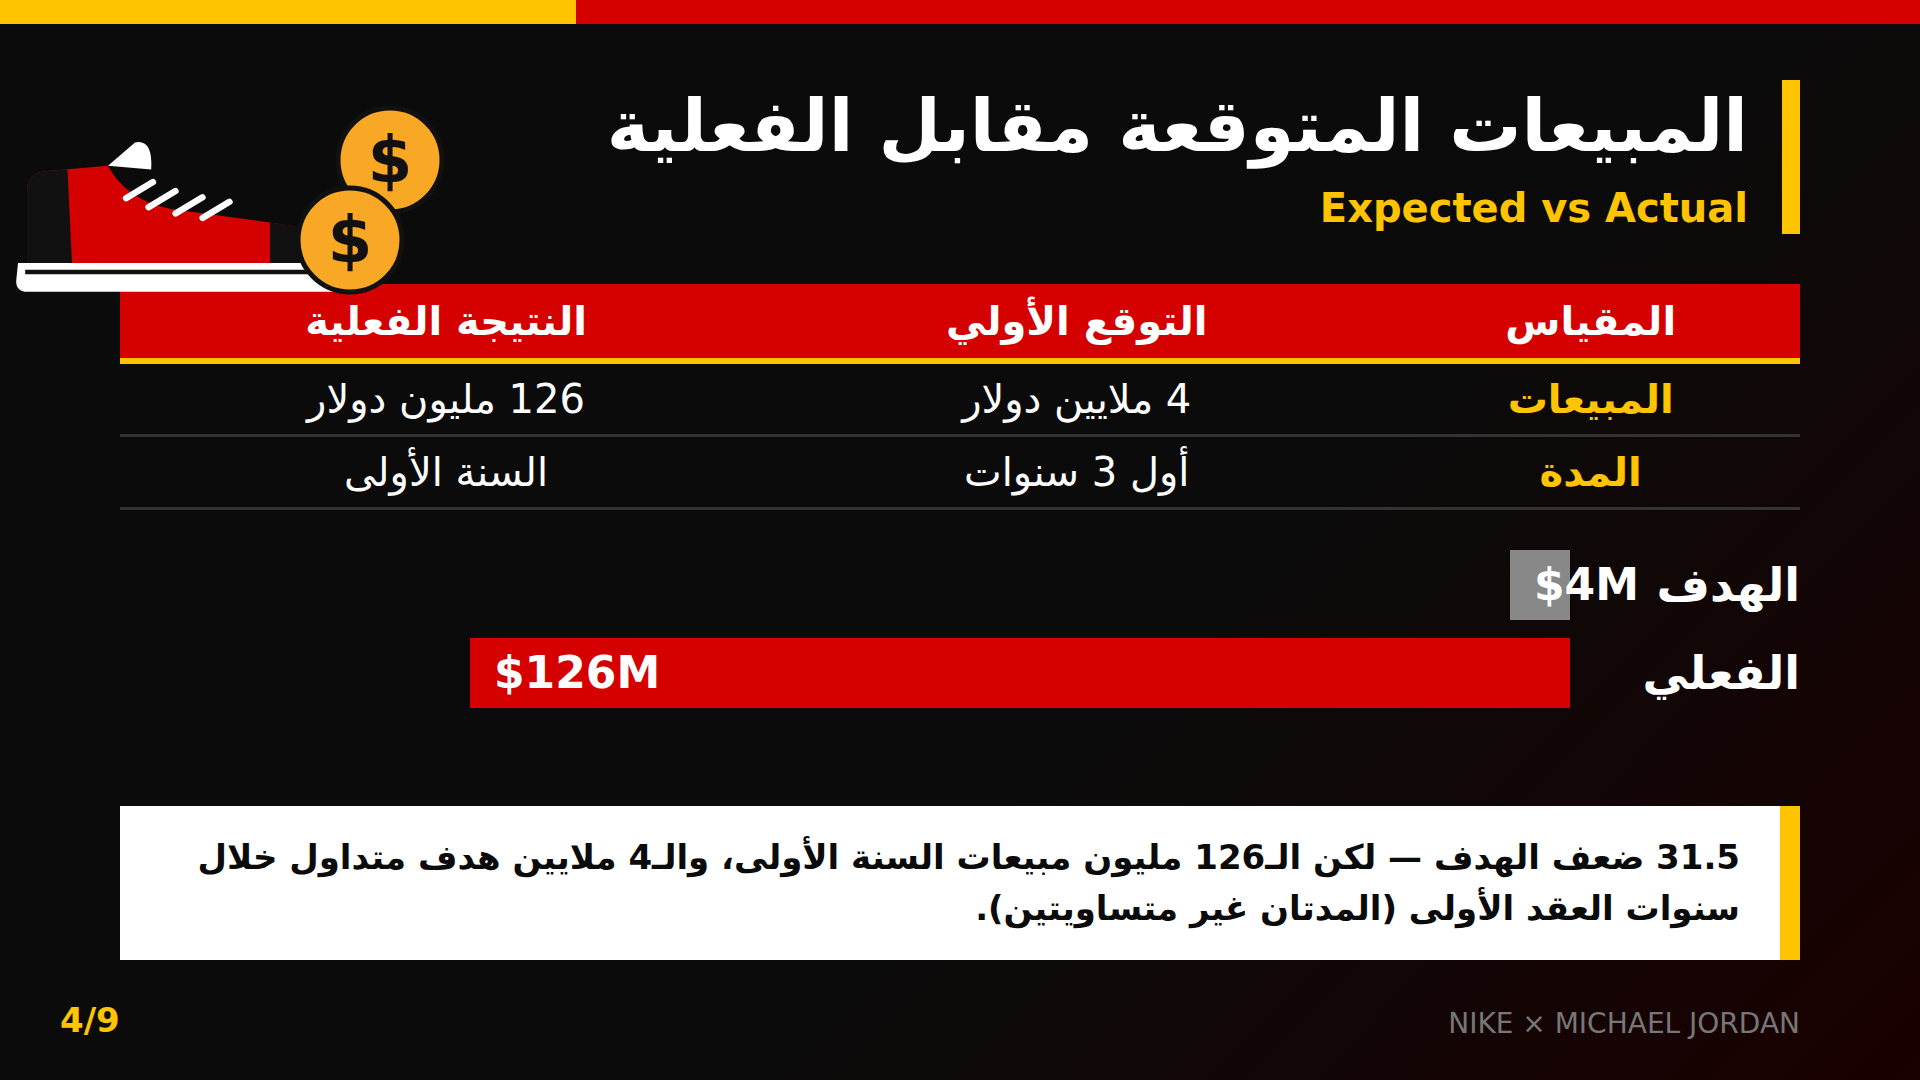 المبيعات المتوقعة مقابل الفعلية
Expected vs Actual
$
$
المقياس التوقع الأولي النتيجة الفعلية
المبيعات 4 ملايين دولار 126 مليون دولار
المدة أول 3 سنوات السنة الأولى
الهدف $4M
الفعلي $126M
31.5 ضعف الهدف — لكن الـ126 مليون مبيعات السنة الأولى، والـ4 ملايين هدف متداول خلال
سنوات العقد الأولى (المدتان غير متساويتين).
NIKE × MICHAEL JORDAN
4/9